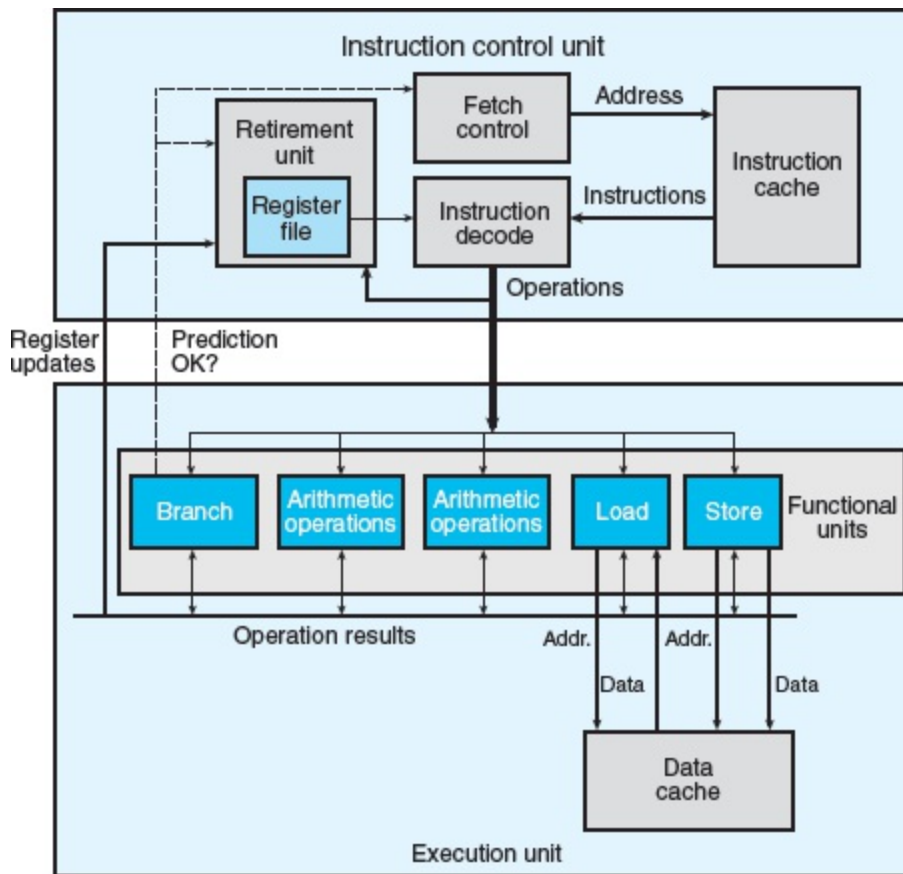 Instruction control unit
Fetch
control
Address
Retirement
unit
Instruction
cache
Register
file
Instruction
decode
Instructions
Operations
Register
updates
Prediction
OK?
Branch
Arithmetic
operations
Arithmetic
operations
Load
Store
Functional
units
Operation results
Addr.
Addr.
Data
Data
Data
cache
Execution unit